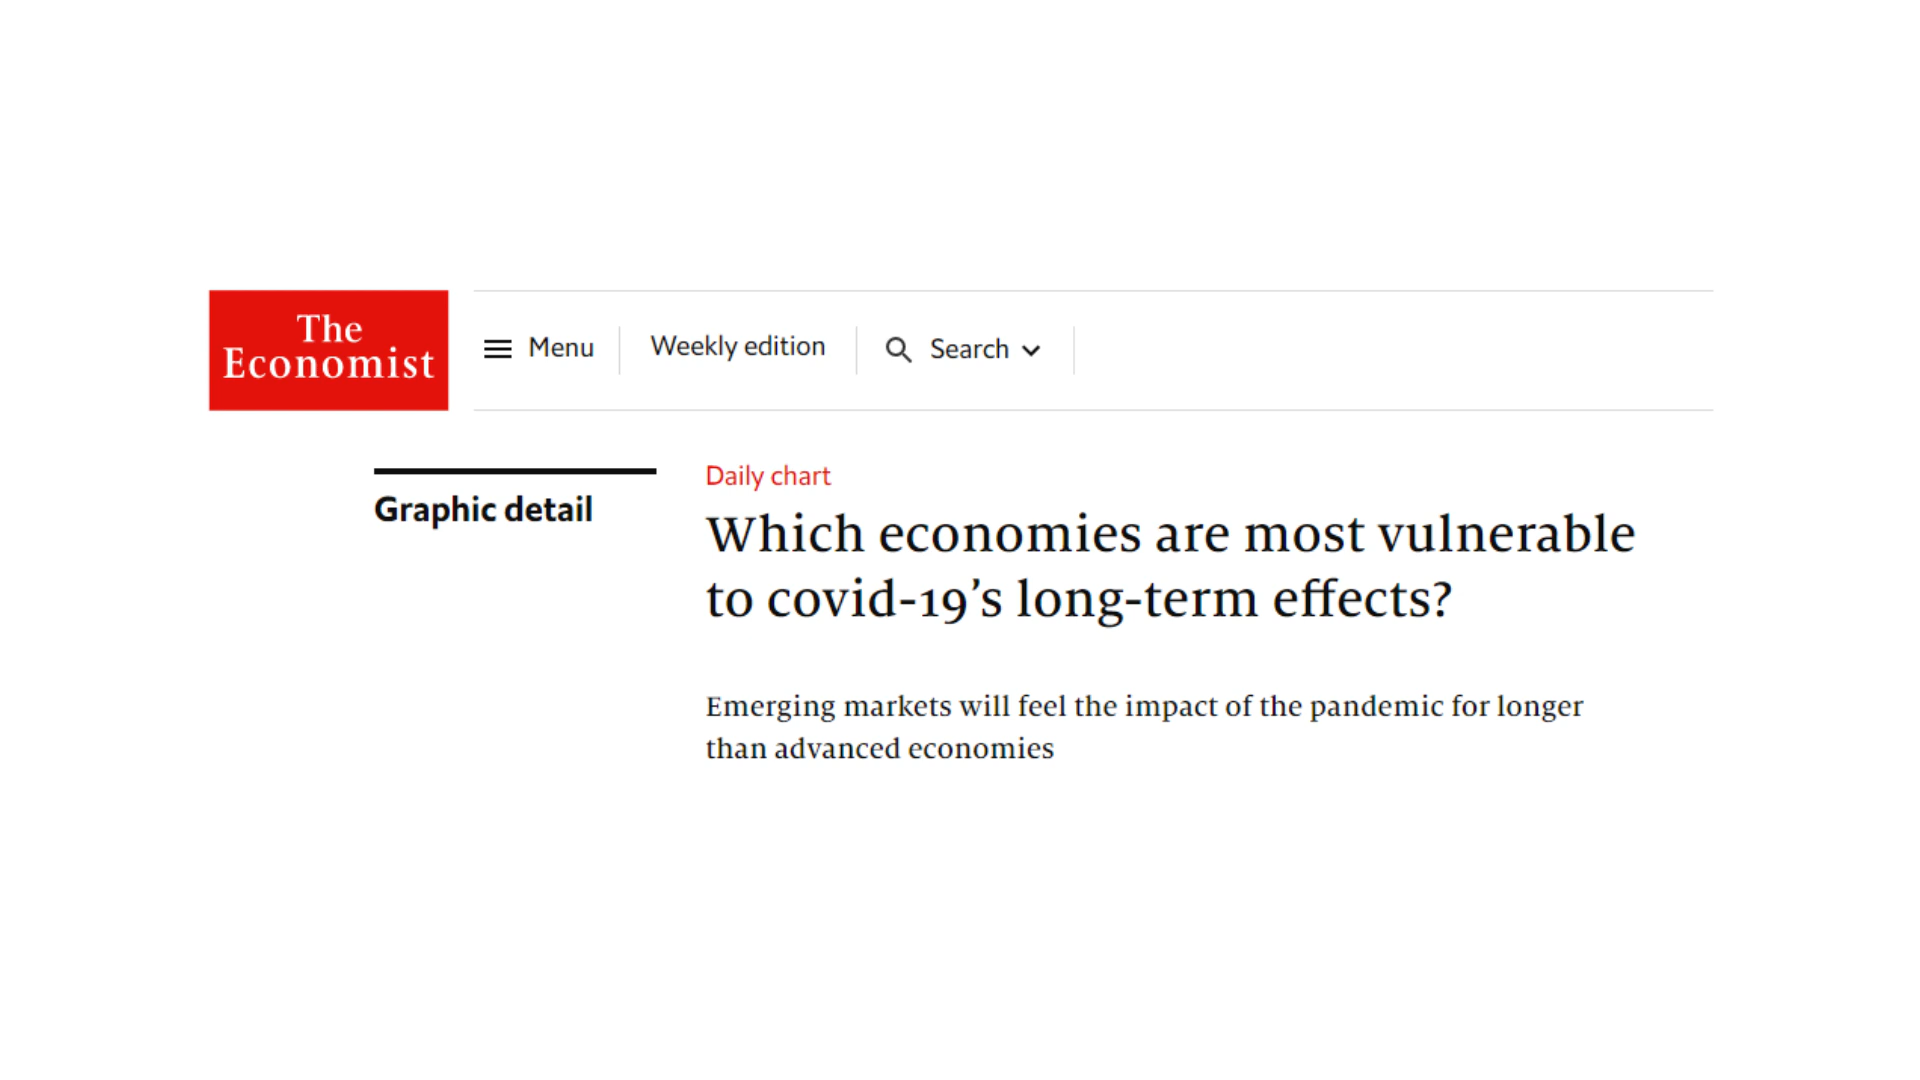 The
Economist
Menu
Weekly edition
Search
Graphic detail
Daily chart
Which economies are most vulnerable
to covid-19’s long-term effects?
Emerging markets will feel the impact of the pandemic for longer
than advanced economies